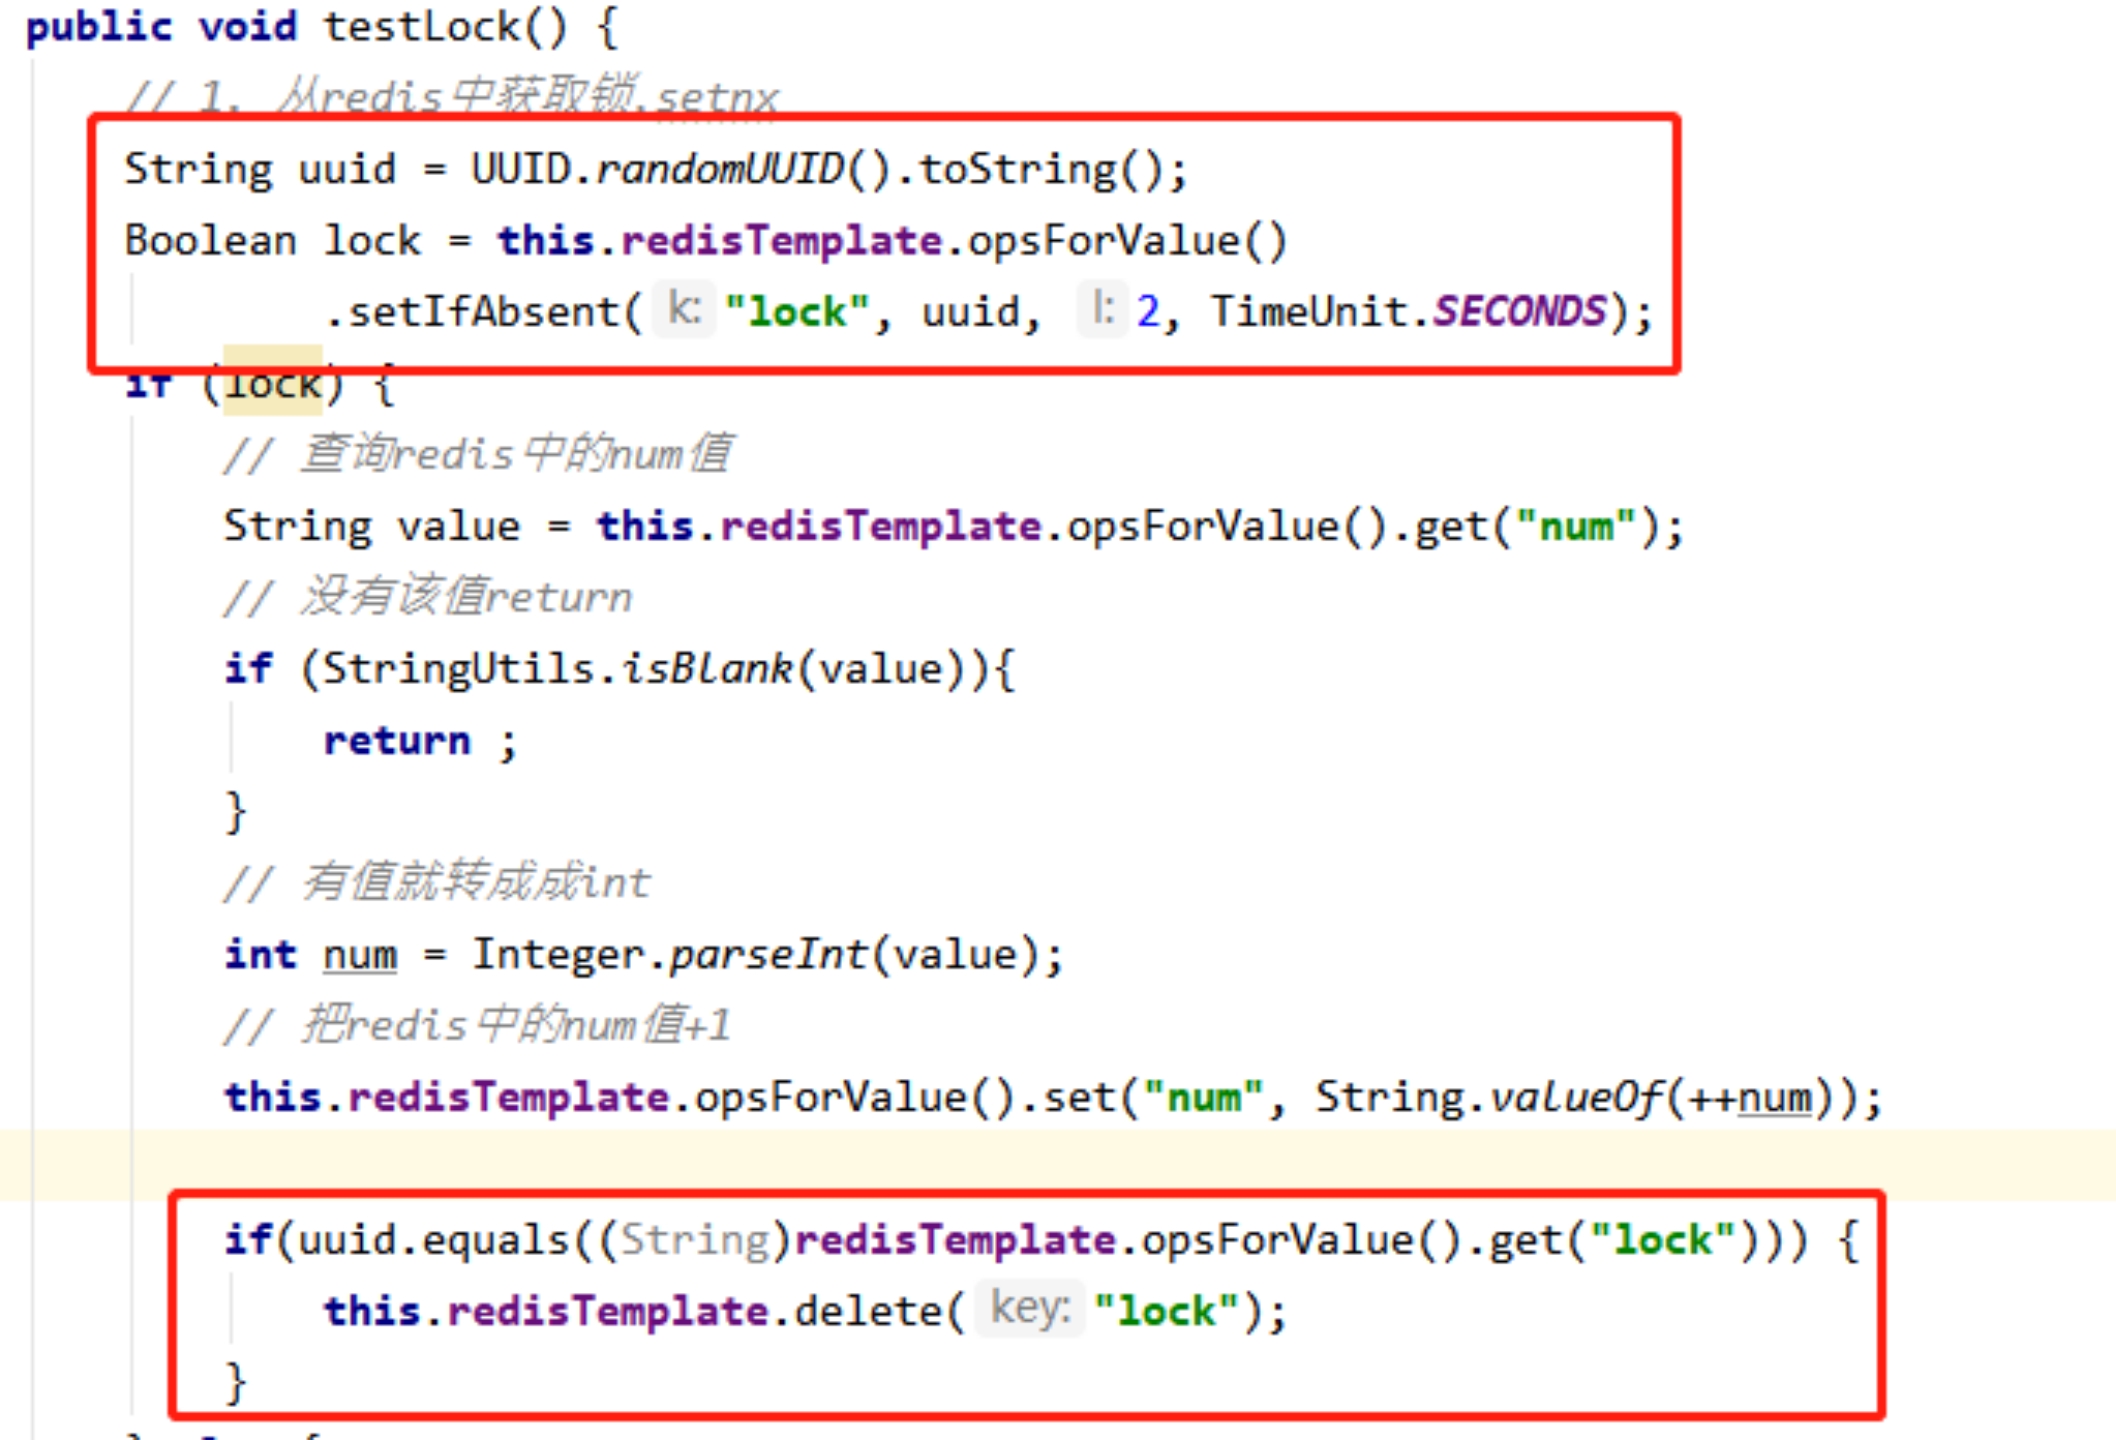 public void testLock() {
// 1. 从redis中获取锁,setnx
String uuid = UUID.randomUUID().toString();
Boolean lock = this.redisTemplate.opsForValue()
.setIfAbsent( k: "lock", uuid, l: 2, TimeUnit.SECONDS);
if (lock) {
// 查询redis中的num值
String value = this.redisTemplate.opsForValue().get("num");
// 没有该值return
if (StringUtils.isBlank(value)){
return ;
}
// 有值就转成成int
int num = Integer.parseInt(value);
// 把redis中的num值+1
this.redisTemplate.opsForValue().set("num", String.valueOf(++num));
if(uuid.equals((String)redisTemplate.opsForValue().get("lock"))) {
this.redisTemplate.delete( key: "lock");
}